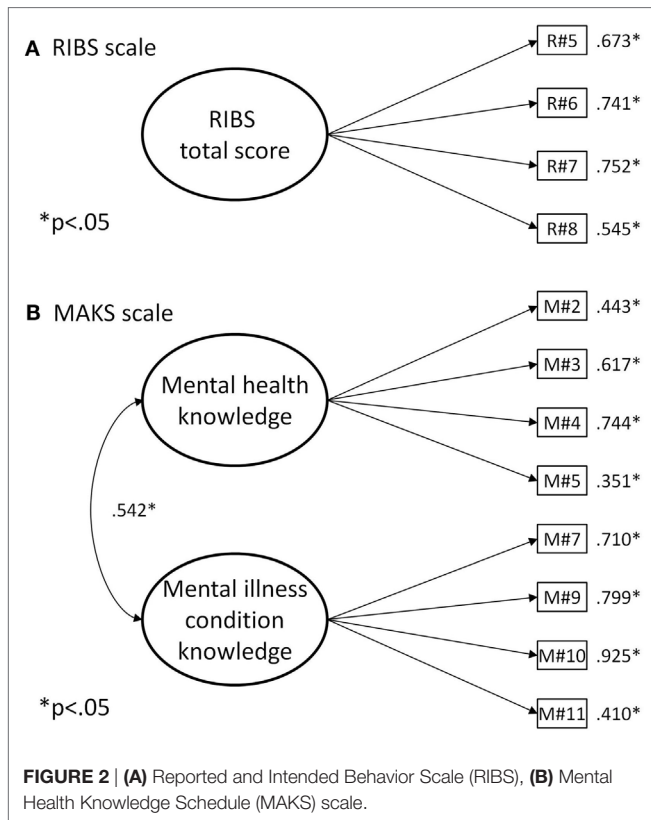 A RIBS scale
RIBS
total score
R#5 .673*
R#6 .741*
R#7 .752*
R#8 .545*
*p<.05
B MAKS scale
Mental health
knowledge
M#2 .443*
M#3 .617*
M#4 .744*
M#5 .351*
.542*
Mental illness
condition
knowledge
M#7 .710*
M#9 .799*
M#10 .925*
M#11 .410*
*p<.05
FIGURE 2 | (A) Reported and Intended Behavior Scale (RIBS), (B) Mental
Health Knowledge Schedule (MAKS) scale.